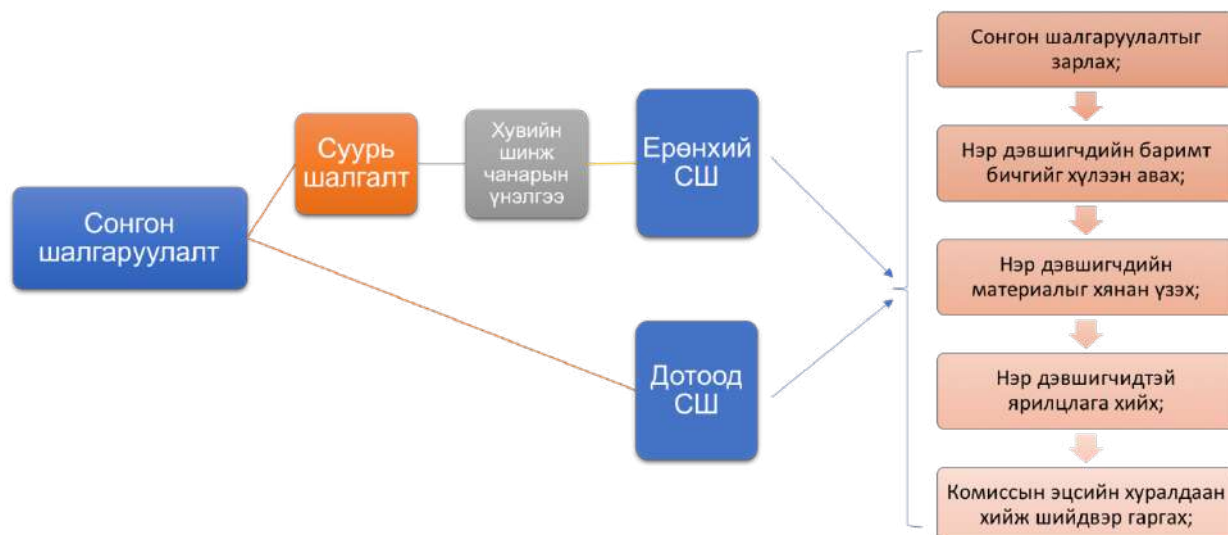 Сонгон
шалгаруулалт
Суурь
шалгалт
Хувийн
шинж
чанарын
үнэлгээ
Ерөнхий
СШ
Дотоод
СШ
Сонгон шалгаруулалтыг
зарлах;
Нэр дэвшигчдийн баримт
бичгийг хүлээн авах;
Нэр дэвшигчдийн
материалыг хянан үзэх;
Нэр дэвшигчидтэй
ярилцлага хийх;
Комиссын эцсийн хуралдаан
хийж шийдвэр гаргах;